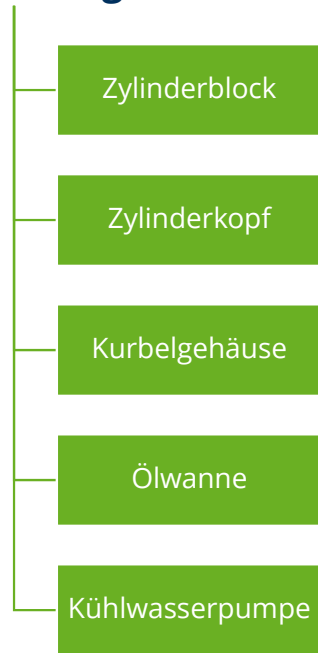 Zylinderblock
Zylinderkopf
Kurbelgehäuse
Ölwanne
Kühlwasserpumpe